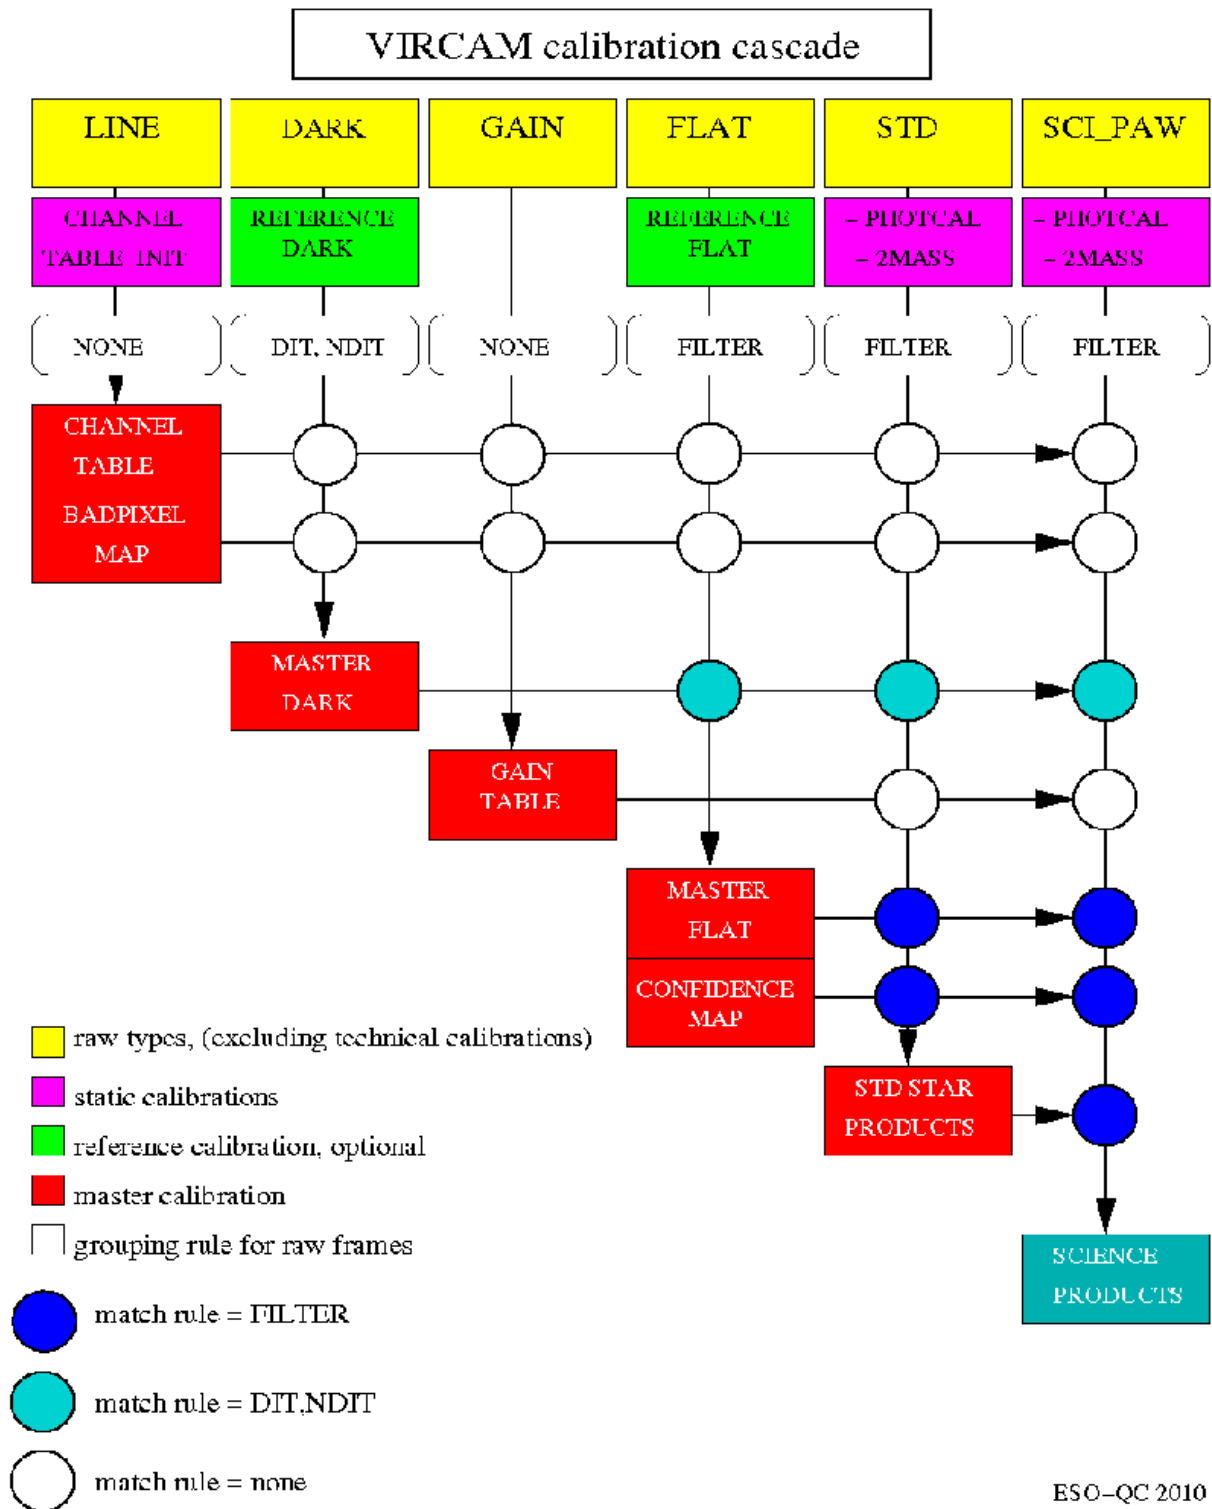 VIRCAM calibration cascade
LINE DARK GAIN FLAT STD SCI_PAW
CHANNEL
TABLE_INIT
REFERENCE
DARK
REFERENCE
FLAT
– PHOTCAL
– 2MASS
– PHOTCAL
– 2MASS
NONE DIT, NDIT NONE FILTER FILTER FILTER
CHANNEL
TABLE
BADPIXEL
MAP
MASTER
DARK
GAIN
TABLE
MASTER
FLAT
CONFIDENCE
MAP
STD STAR
PRODUCTS
SCIENCE
PRODUCTS
raw types, (excluding technical calibrations)
static calibrations
reference calibration, optional
master calibration
grouping rule for raw frames
match rule = FILTER
match rule = DIT,NDIT
match rule = none
ESO–QC 2010